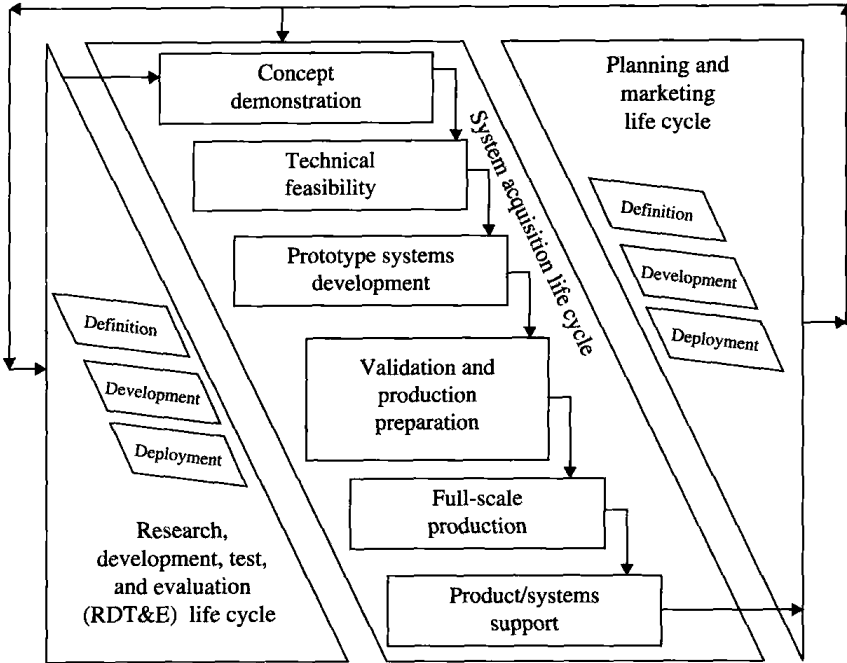 Concept
demonstration
Technical
feasibility
Prototype systems
development
Validation and
production
preparation
Full-scale
production
Product/systems
support
System acquisition life cycle
Planning and
marketing
life cycle
Definition
Development
Deployment
Definition
Development
Deployment
Research,
development, test,
and evaluation
(RDT&E) life cycle